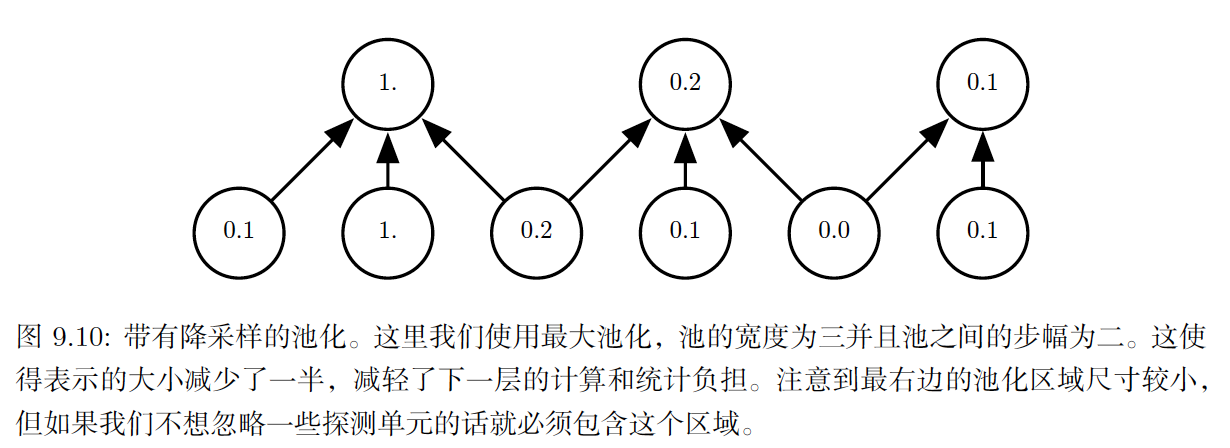 1. 0.2 0.1
0.1 1. 0.2 0.1 0.0 0.1
图 9.10: 带有降采样的池化。这里我们使用最大池化，池的宽度为三并且池之间的步幅为二。这使
得表示的大小减少了一半，减轻了下一层的计算和统计负担。注意到最右边的池化区域尺寸较小，
但如果我们不想忽略一些探测单元的话就必须包含这个区域。